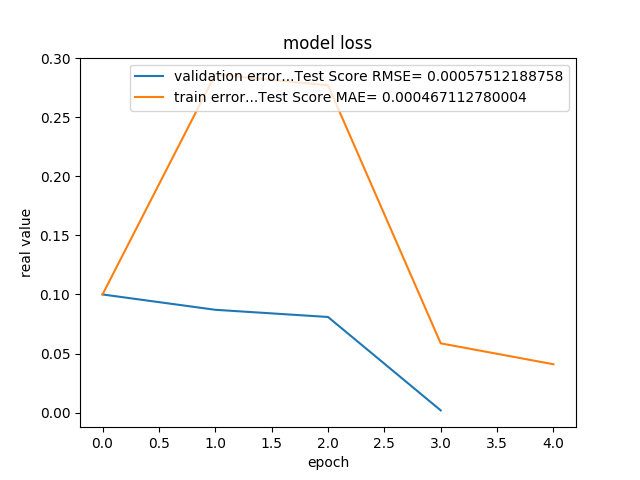 model loss
validation error...Test Score RMSE= 0.00057512188758
train error...Test Score MAE= 0.000467112780004
real value
0.30
0.25
0.20
0.15
0.10
0.05
0.00
0.0 0.5 1.0 1.5 2.0 2.5 3.0 3.5 4.0
epoch